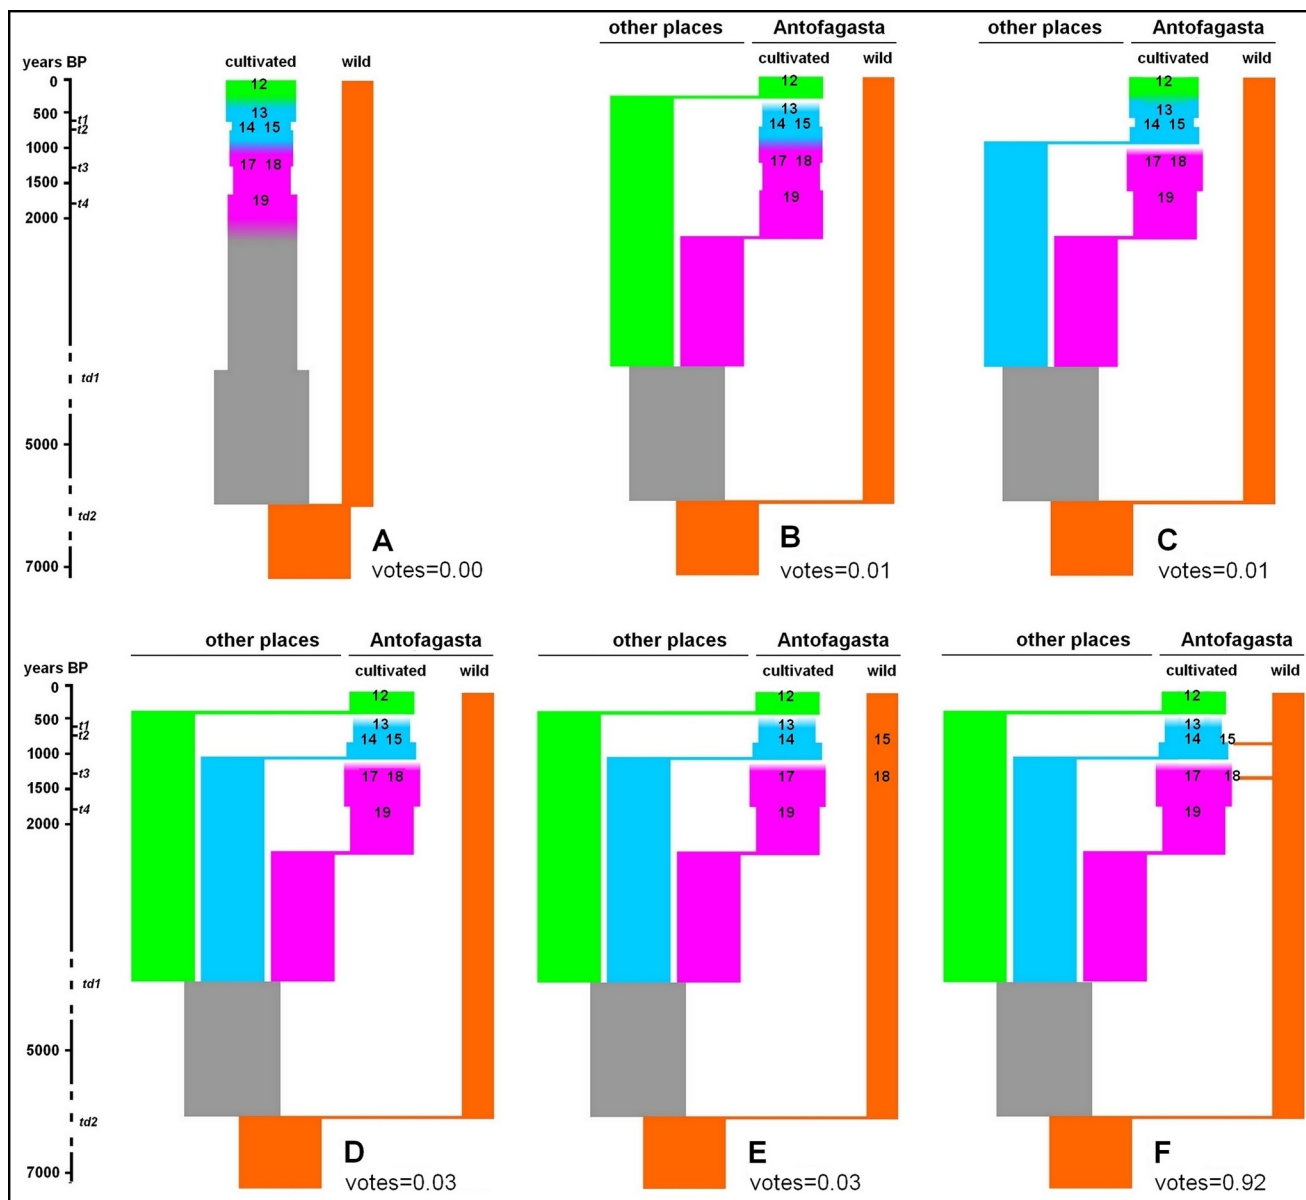 other places Antofagasta other places Antofagasta
years BP cultivated wild cultivated wild cultivated wild
0 12 12 12
13 13 13
500 t1
t2 14 15 14 15 14 15
1000
t3 17 18 17 18 17 18
1500
t4 19 19 19
2000
td1
5000
td2
A B C
7000 votes=0.00 votes=0.01 votes=0.01
other places Antofagasta other places Antofagasta other places Antofagasta
years BP cultivated wild cultivated wild cultivated wild
0 12 12 12
500 t1 13 13 13
t2 14 15 14 15 14 15
1000
t3 17 18 17 18 17 18
1500
t4 19 19 19
2000
td1
5000
td2
D E F
7000 votes=0.03 votes=0.03 votes=0.92